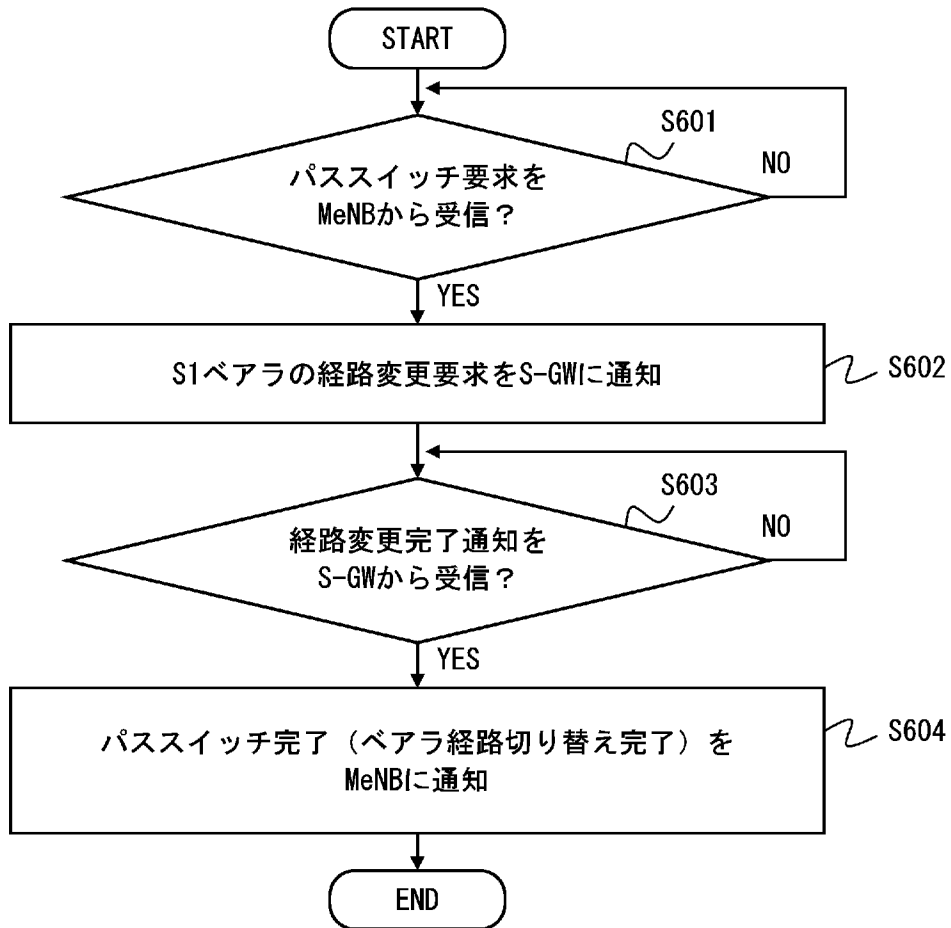 START
S601
NO
パススイッチ要求を
MeNBから受信？
YES
S1ベアラの経路変更要求をS-GWに通知
S602
S603
NO
経路変更完了通知を
S-GWから受信？
YES
パススイッチ完了（ベアラ経路切り替え完了）を
MeNBに通知
S604
END